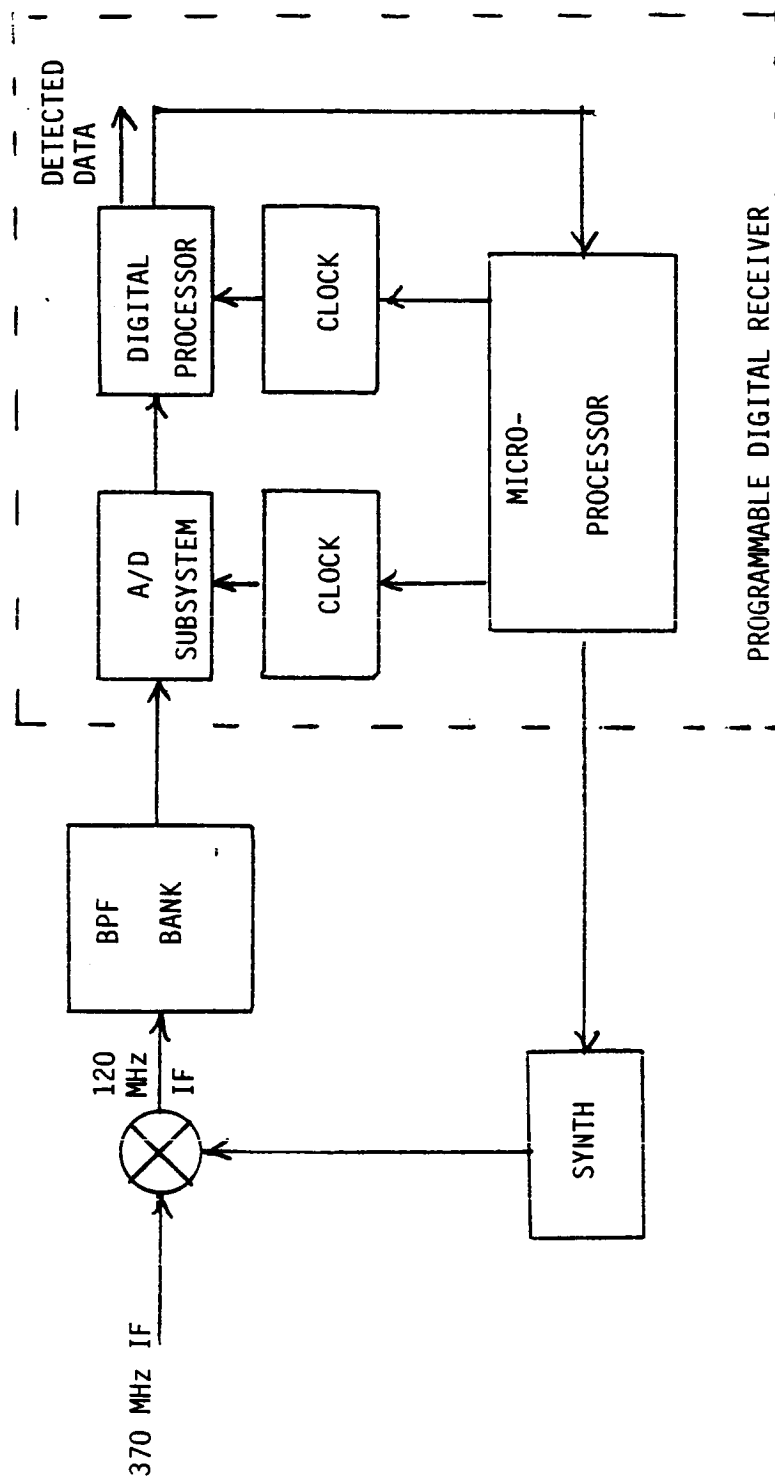 370 MHz IF
120
MHz
IF
BPF
BANK
A/D
SUBSYSTEM
DIGITAL
PROCESSOR
DETECTED
DATA
CLOCK
CLOCK
MICRO-
PROCESSOR
SYNTH
PROGRAMMABLE DIGITAL RECEIVER